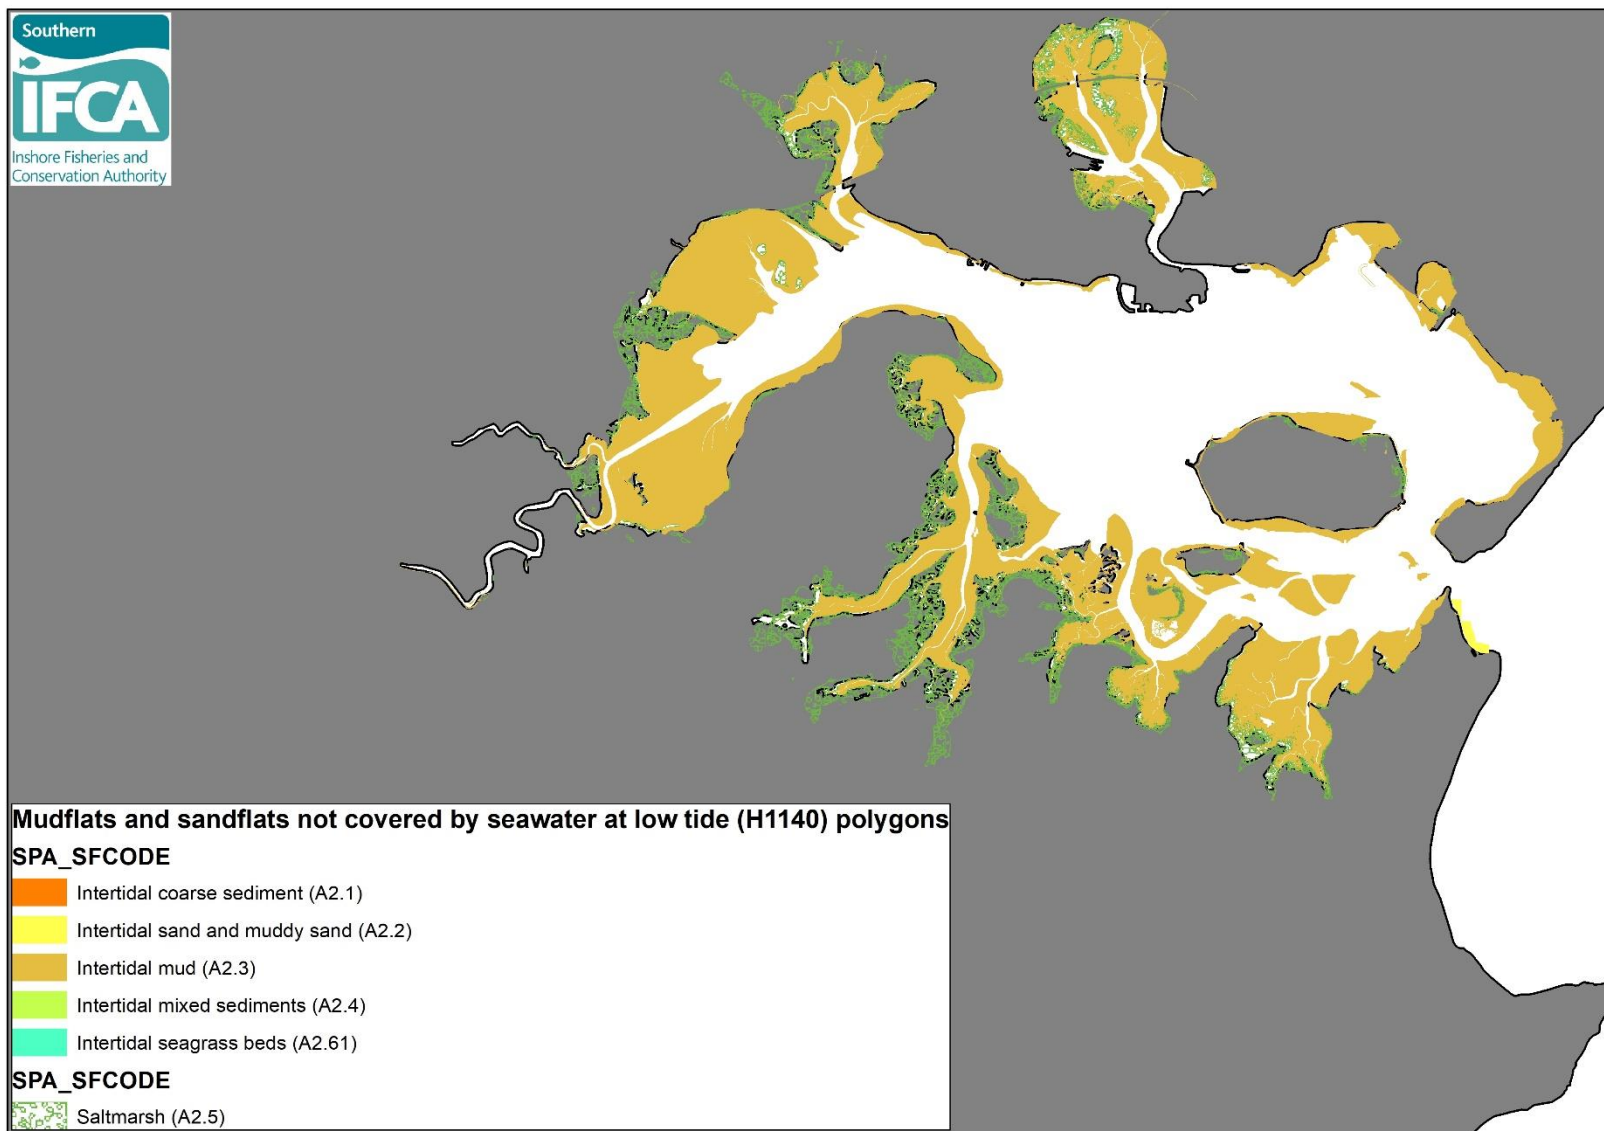 Southern
IFCA
Inshore Fisheries and
Conservation Authority
Mudflats and sandflats not covered by seawater at low tide (H1140) polygons
SPA_SFCODE
Intertidal coarse sediment (A2.1)
Intertidal sand and muddy sand (A2.2)
Intertidal mud (A2.3)
Intertidal mixed sediments (A2.4)
Intertidal seagrass beds (A2.61)
SPA_SFCODE
Saltmarsh (A2.5)